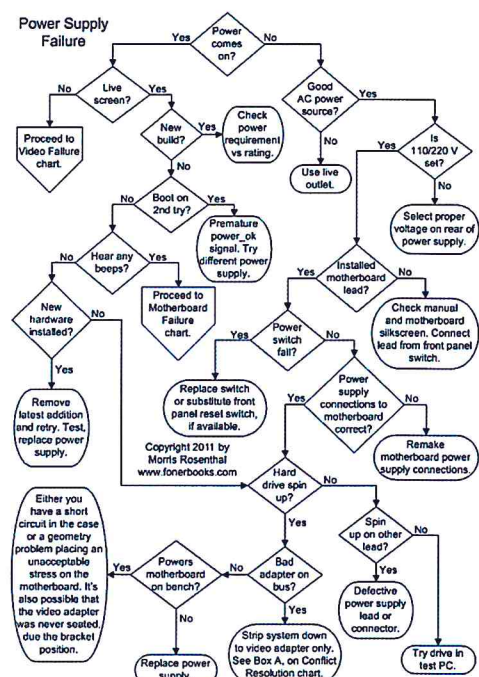 Power Supply
Failure
Power
comes
on?
Yes
No
Live
screen?
No
Yes
Good
AC power
source?
Yes
No
Proceed to
Video Failure
chart.
New
build?
Yes
No
Check
power
requirement
vs rating.
Use live
outlet.
Is
110/220 V
set?
Yes
No
Boot on
2nd try?
Yes
No
Premature
power_ok
signal. Try
different power
supply.
Select proper
voltage on rear of
power supply.
Hear any
beeps?
No
Yes
Installed
motherboard
lead?
Yes
No
New
hardware
installed?
No
Yes
Proceed to
Motherboard
Failure
chart.
Power
switch
fail?
Yes
No
Check manual
and motherboard
silkscreen. Connect
lead from front panel
switch.
Remove
latest addition
and retry. Test,
replace power
supply.
Replace switch
or substitute front
panel reset switch,
if available.
Power
supply
connections to
motherboard
correct?
Yes
No
Copyright 2011 by
Morris Rosenthal
www.fonerbooks.com
Remake
motherboard power
supply connections.
Hard
drive spin
up?
No
Yes
Either you
have a short
circuit in the case
or a geometry
problem placing an
unacceptable
stress on the
motherboard. It's
also possible that
the video adapter
was never seated,
due the bracket
position.
Powers
motherboard
on bench?
Yes
No
Bad
adapter on
bus?
No
Yes
Spin
up on other
lead?
No
Yes
Defective
power supply
lead or
connector.
Replace power
supply
Strip system down
to video adapter only.
See Box A, on Conflict
Resolution chart.
Try drive in
test PC.